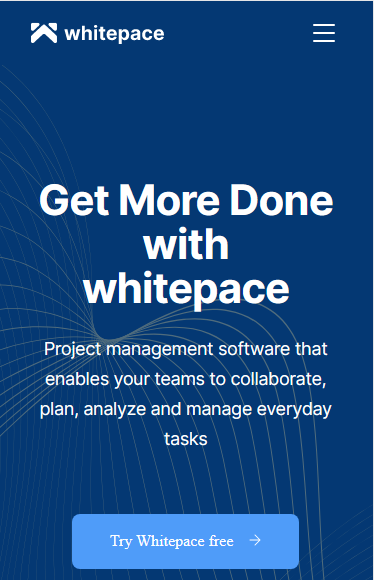 whitepace
Get More Done
with
whitepace
Project management software that
enables your teams to collaborate,
plan, analyze and manage everyday
tasks
Try Whitepace free →